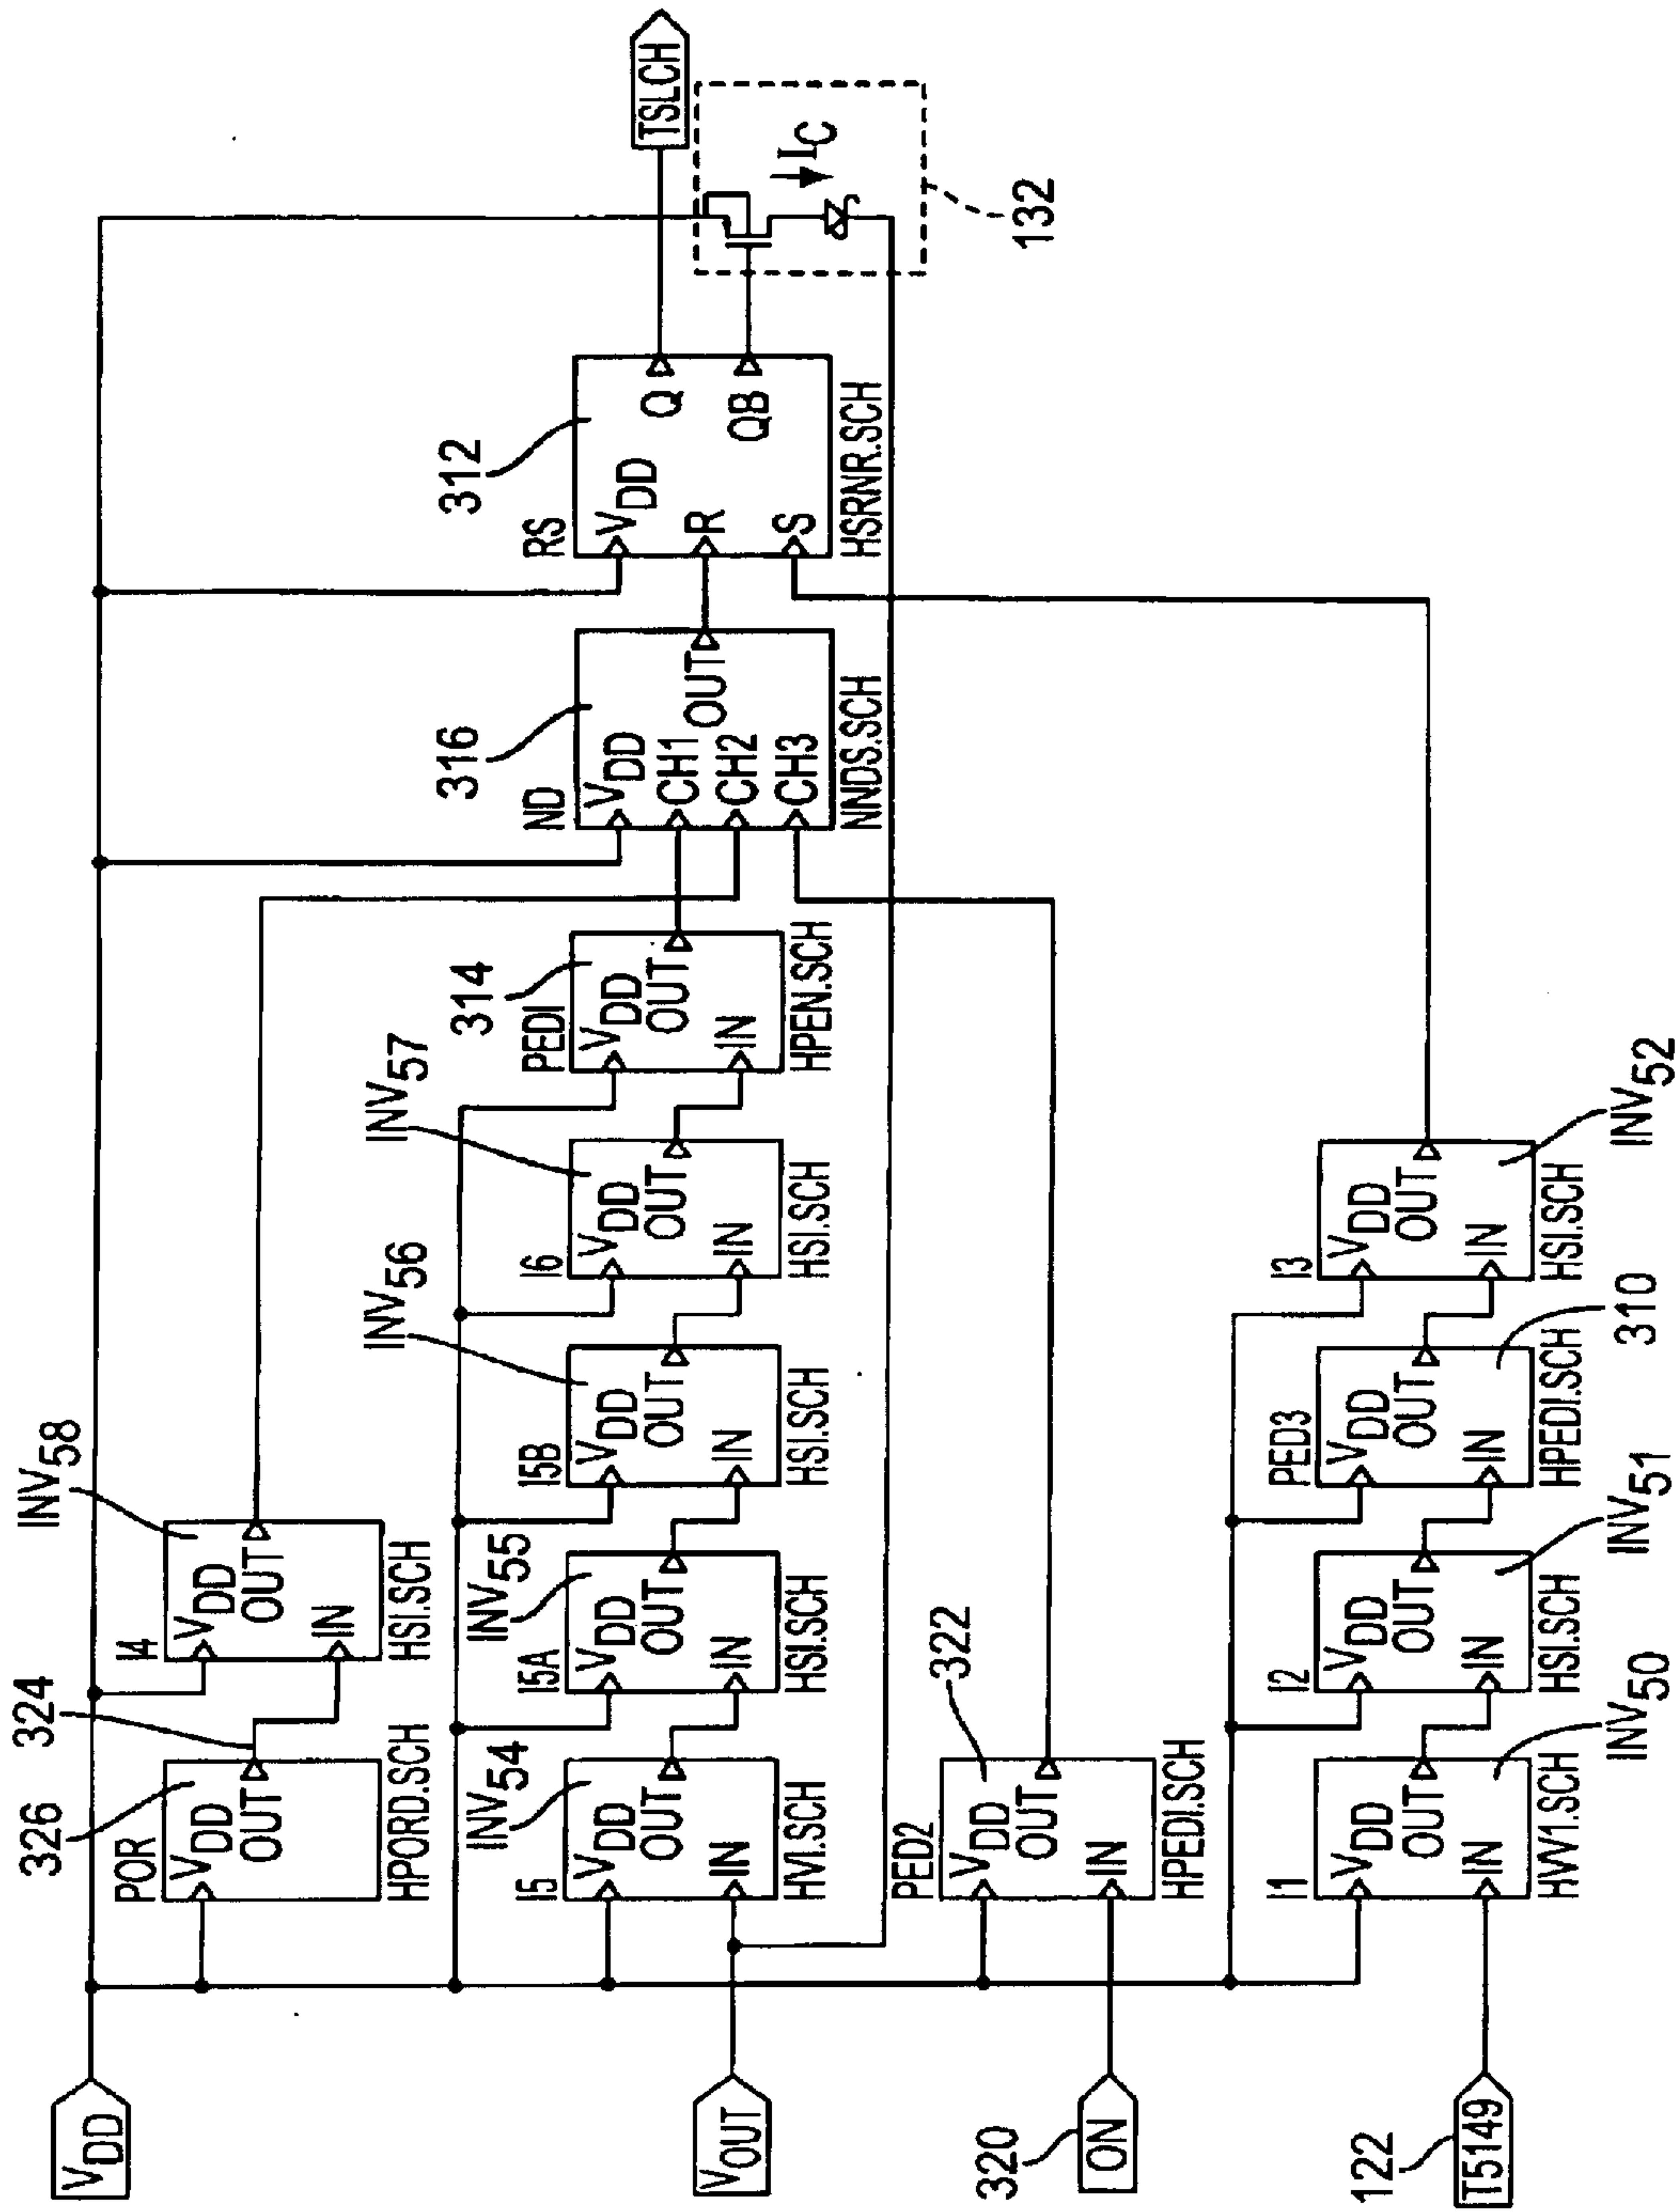 V_DD
326
POR
V_DD
OUT
HPORD.SCH
324
INV_58
I4
V_DD
OUT
IN
HSI.SCH
V_OUT
INV_54
I5
V_DD
OUT
IN
HVI.SCH
INV_55
I5A
V_DD
OUT
IN
HSI.SCH
INV_56
I5B
V_DD
OUT
IN
HSI.SCH
INV_57
I6
V_DD
OUT
IN
HSI.SCH
314
PEDI
V_DD
OUT
IN
HPEN.SCH
316
ND
V_DD
CH1
CH2
CH3
OUT
NNDS.SCH
312
RS
V_DD
R
S
Q
QB
HSRNR.SCH
TSLCH
I_C
132
320
ON
322
PED2
V_DD
OUT
IN
HPEDI.SCH
122
T5149
I1
V_DD
OUT
IN
HVV1.SCH
INV_50
I2
V_DD
OUT
IN
HSI.SCH
INV_51
PED3
V_DD
OUT
IN
HPEDI.SCH
310
I3
V_DD
OUT
IN
HSI.SCH
INV_52